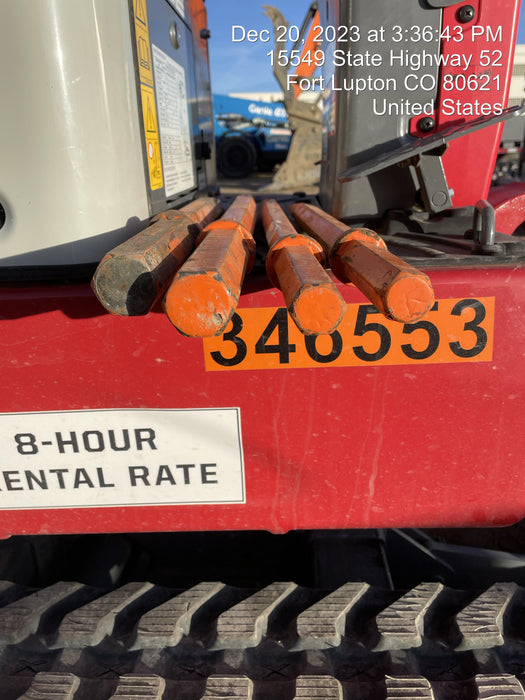 Dec 20, 2023 at 3:36:43 PM
15549 State Highway 52
Fort Lupton CO 80621
United States
346553
8-HOUR
ENTAL RATE